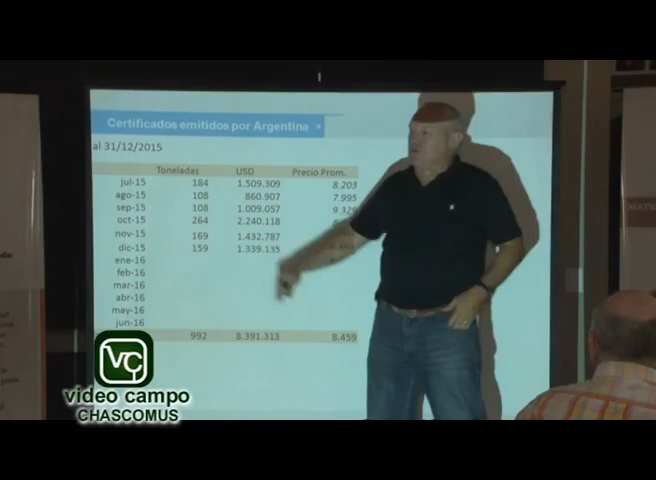 Certificados emitidos por Argentina
al 31/12/2015
Toneladas USD Precio Prom.
jul-15 184 1.509.309 8.203
ago-15 108 860.907 7.995
sep-15 108 1.009.057 9.329
oct-15 264 2.240.118
nov-15 169 1.432.787
dic-15 159 1.339.135
ene-16
feb-16
mar-16
abr-16
may-16
jun-16
992 8.391.313 8.459
VC
video campo
CHASCOMUS